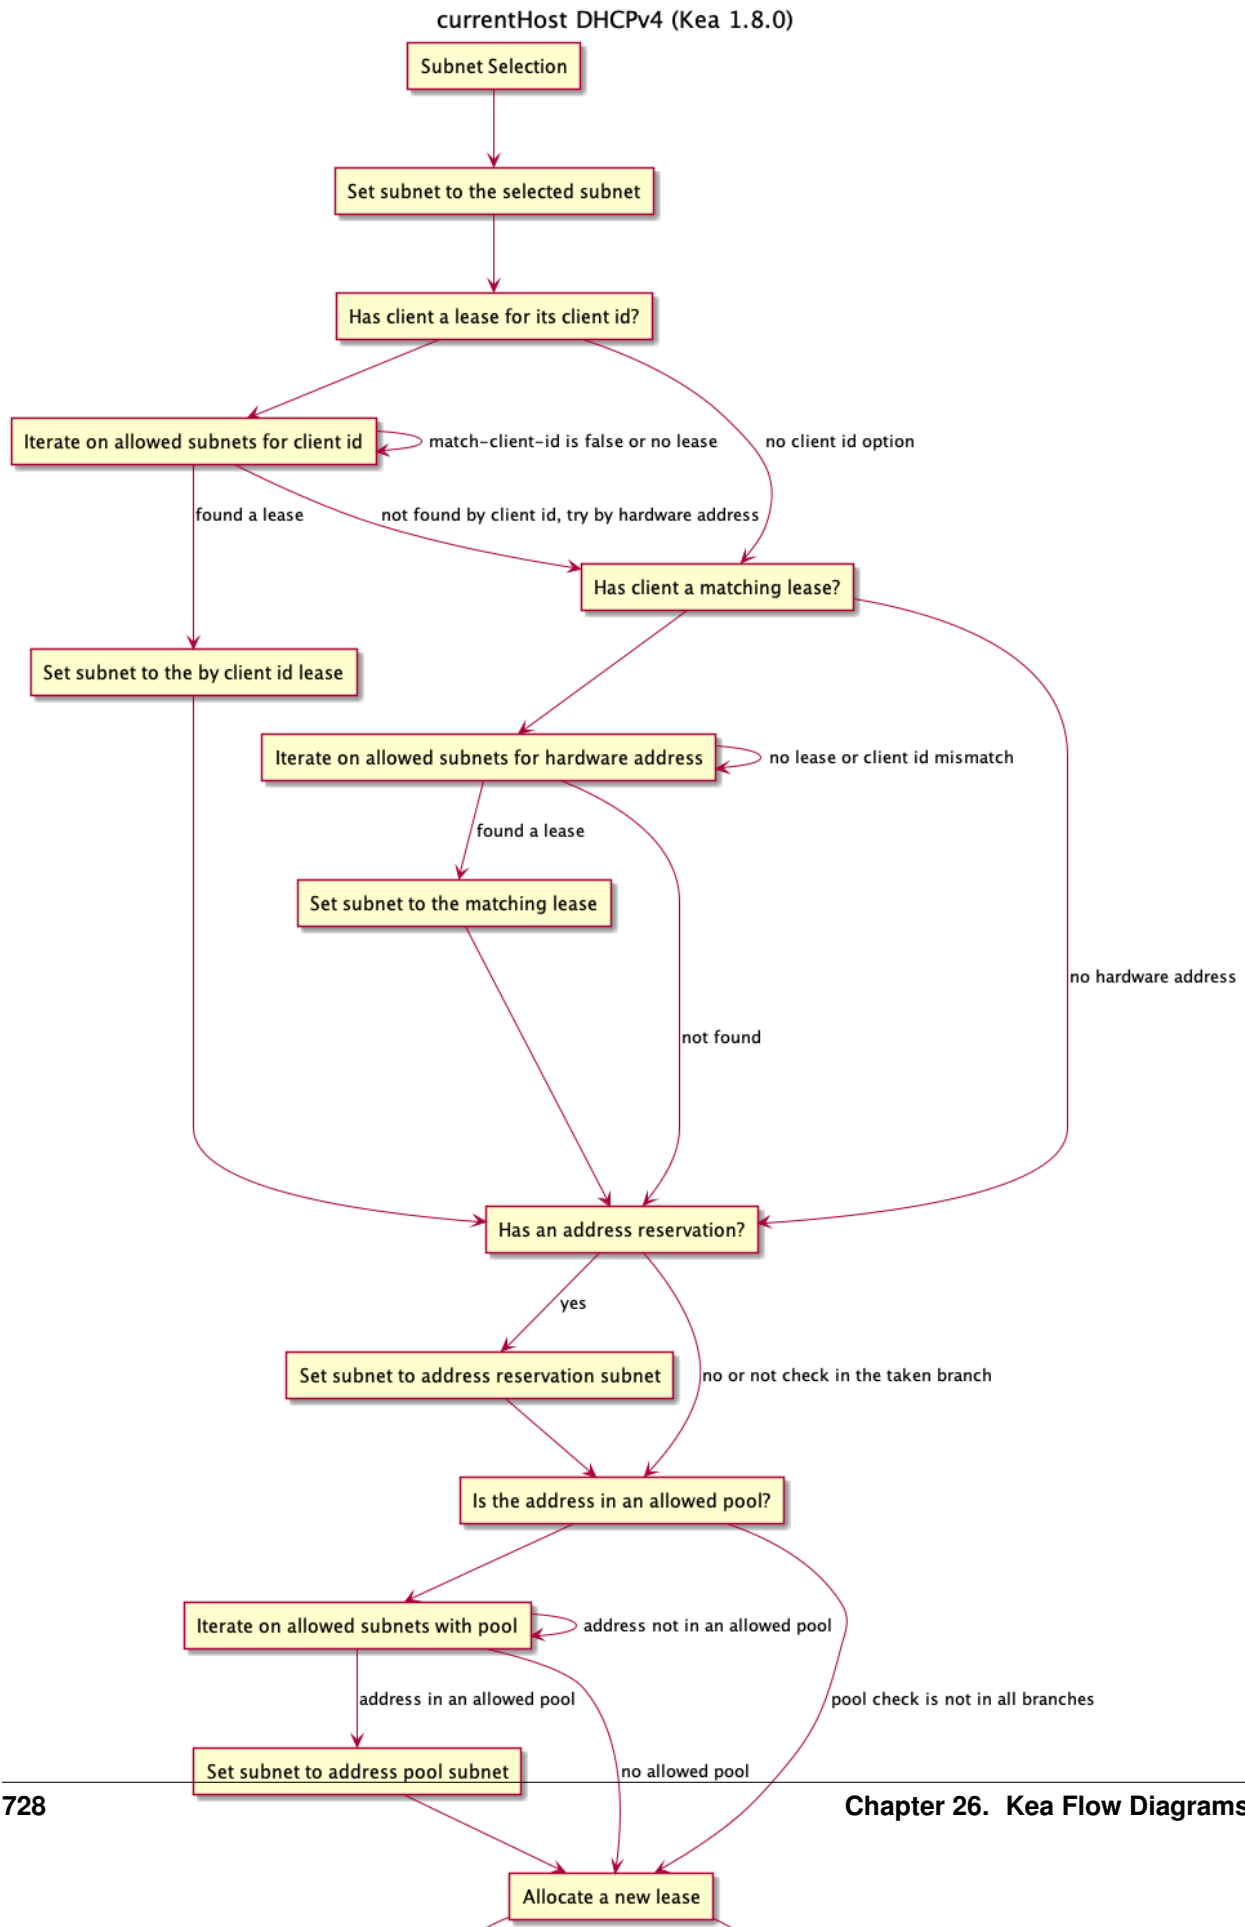 currentHost DHCPv4 (Kea 1.8.0)
Subnet Selection
Set subnet to the selected subnet
Has client a lease for its client id?
Iterate on allowed subnets for client id
match-client-id is false or no lease
no client id option
found a lease
not found by client id, try by hardware address
Has client a matching lease?
Set subnet to the by client id lease
Iterate on allowed subnets for hardware address
no lease or client id mismatch
found a lease
Set subnet to the matching lease
no hardware address
not found
Has an address reservation?
yes
Set subnet to address reservation subnet
no or not check in the taken branch
Is the address in an allowed pool?
Iterate on allowed subnets with pool
address not in an allowed pool
address in an allowed pool
pool check is not in all branches
Set subnet to address pool subnet
no allowed pool
728
Chapter 26. Kea Flow Diagrams
Allocate a new lease